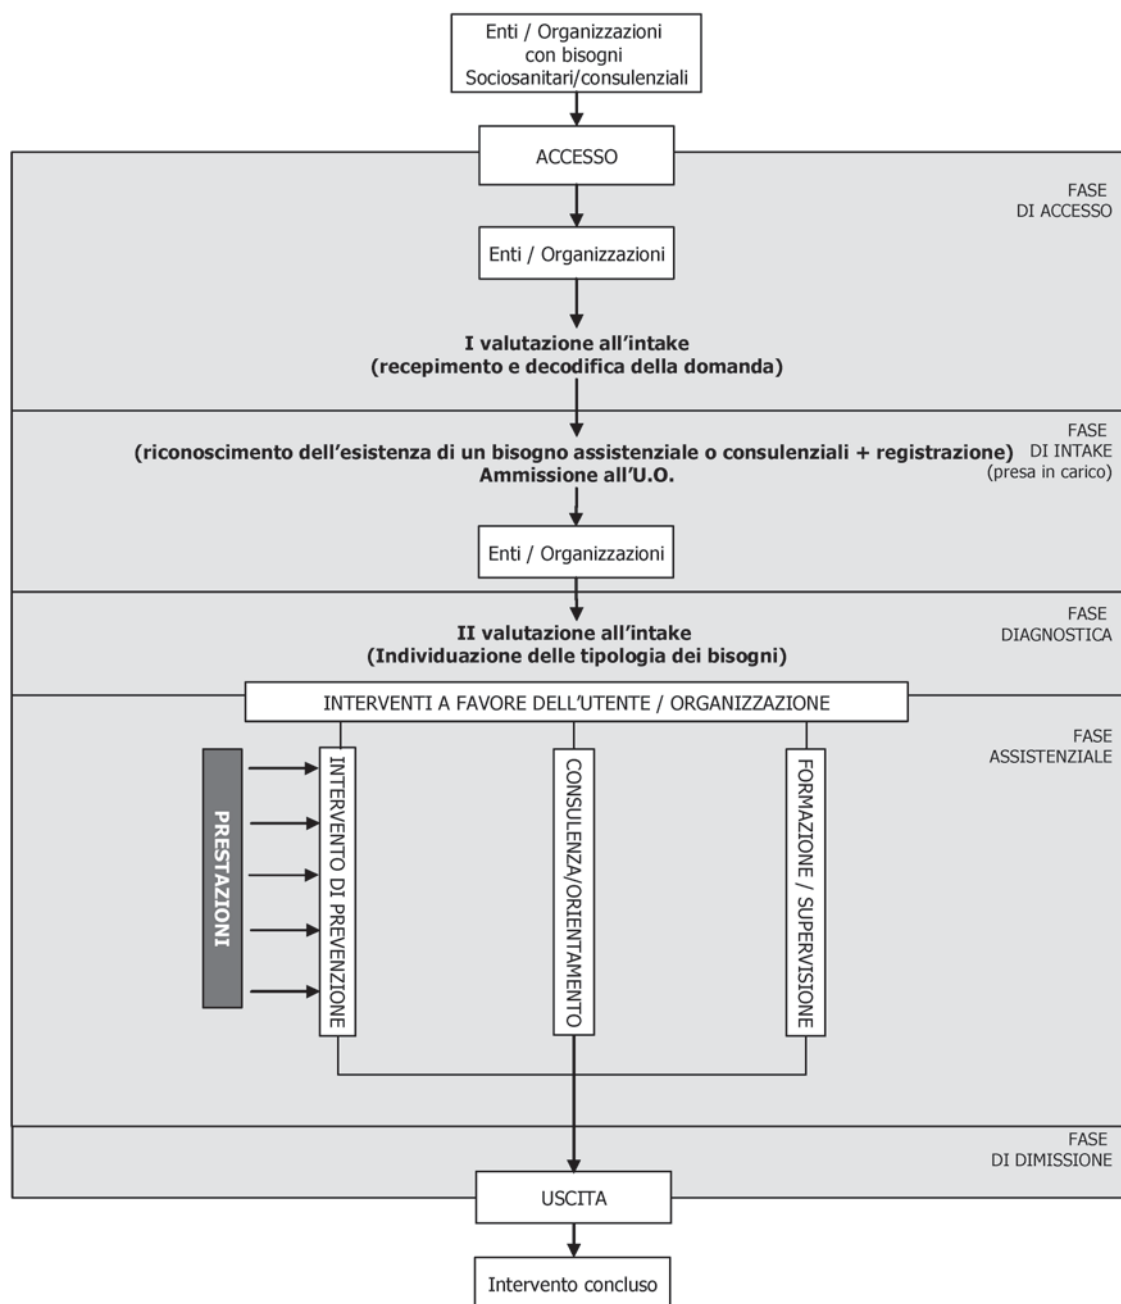 Enti / Organizzazioni
con bisogni
Sociosanitari/consulenziali
ACCESSO
FASE
DI ACCESSO
Enti / Organizzazioni
I valutazione all'intake
(recepimento e decodifica della domanda)
FASE
DI INTAKE
(presa in carico)
(riconoscimento dell'esistenza di un bisogno assistenziale o consulenziali + registrazione)
Ammissione all'U.O.
Enti / Organizzazioni
FASE
DIAGNOSTICA
II valutazione all'intake
(Individuazione delle tipologia dei bisogni)
INTERVENTI A FAVORE DELL'UTENTE / ORGANIZZAZIONE
FASE
ASSISTENZIALE
PRESTAZIONI
INTERVENTO DI PREVENZIONE
CONSULENZA/ORIENTAMENTO
FORMAZIONE / SUPERVISIONE
FASE
DI DIMISSIONE
USCITA
Intervento concluso